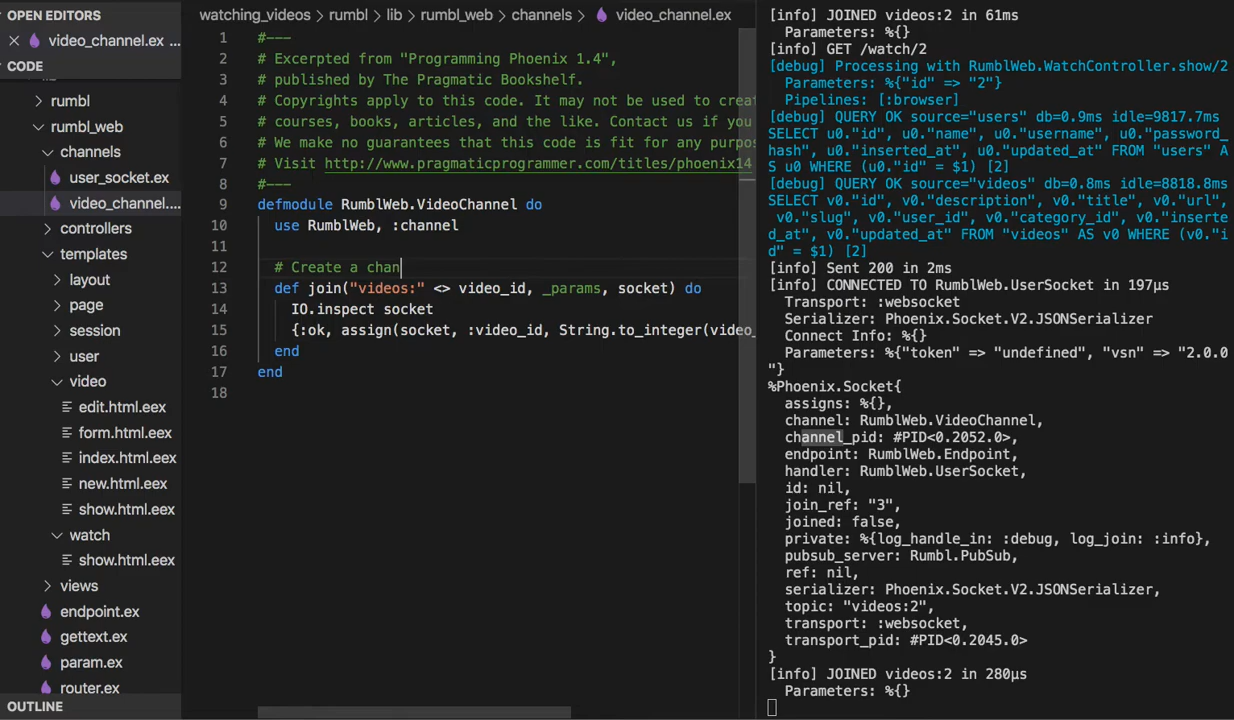 OPEN EDITORS
video_channel.ex ...
CODE
rumbl
rumbl_web
channels
user_socket.ex
video_channel....
controllers
templates
layout
page
session
user
video
edit.html.eex
form.html.eex
index.html.eex
new.html.eex
show.html.eex
watch
show.html.eex
views
endpoint.ex
gettext.ex
param.ex
router.ex
OUTLINE
watching_videos > rumbl > lib > rumbl_web > channels > video_channel.ex
1 #---
2 # Excerpted from "Programming Phoenix 1.4",
3 # published by The Pragmatic Bookshelf.
4 # Copyrights apply to this code. It may not be used to creat
5 # courses, books, articles, and the like. Contact us if you
6 # We make no guarantees that this code is fit for any purpos
7 # Visit http://www.pragmaticprogrammer.com/titles/phoenix14
8 #---
9 defmodule RumblWeb.VideoChannel do
10 use RumblWeb, :channel
11
12 # Create a chan
13 def join("videos:" <> video_id, _params, socket) do
14 IO.inspect socket
15 {:ok, assign(socket, :video_id, String.to_integer(video_
16 end
17 end
18
[info] JOINED videos:2 in 61ms
Parameters: %{}
[info] GET /watch/2
[debug] Processing with RumblWeb.WatchController.show/2
Parameters: %{"id" => "2"}
Pipelines: [:browser]
[debug] QUERY OK source="users" db=0.9ms idle=9817.7ms
SELECT u0."id", u0."name", u0."username", u0."password_
hash", u0."inserted_at", u0."updated_at" FROM "users" A
S u0 WHERE (u0."id" = $1) [2]
[debug] QUERY OK source="videos" db=0.8ms idle=8818.8ms
SELECT v0."id", v0."description", v0."title", v0."url",
v0."slug", v0."user_id", v0."category_id", v0."inserte
d_at", v0."updated_at" FROM "videos" AS v0 WHERE (v0."i
d" = $1) [2]
[info] Sent 200 in 2ms
[info] CONNECTED TO RumblWeb.UserSocket in 197µs
Transport: :websocket
Serializer: Phoenix.Socket.V2.JSONSerializer
Connect Info: %{}
Parameters: %{"token" => "undefined", "vsn" => "2.0.0
"}
%Phoenix.Socket{
assigns: %{},
channel: RumblWeb.VideoChannel,
channel_pid: #PID<0.2052.0>,
endpoint: RumblWeb.Endpoint,
handler: RumblWeb.UserSocket,
id: nil,
join_ref: "3",
joined: false,
private: %{log_handle_in: :debug, log_join: :info},
pubsub_server: Rumbl.PubSub,
ref: nil,
serializer: Phoenix.Socket.V2.JSONSerializer,
topic: "videos:2",
transport: :websocket,
transport_pid: #PID<0.2045.0>
}
[info] JOINED videos:2 in 280µs
Parameters: %{}